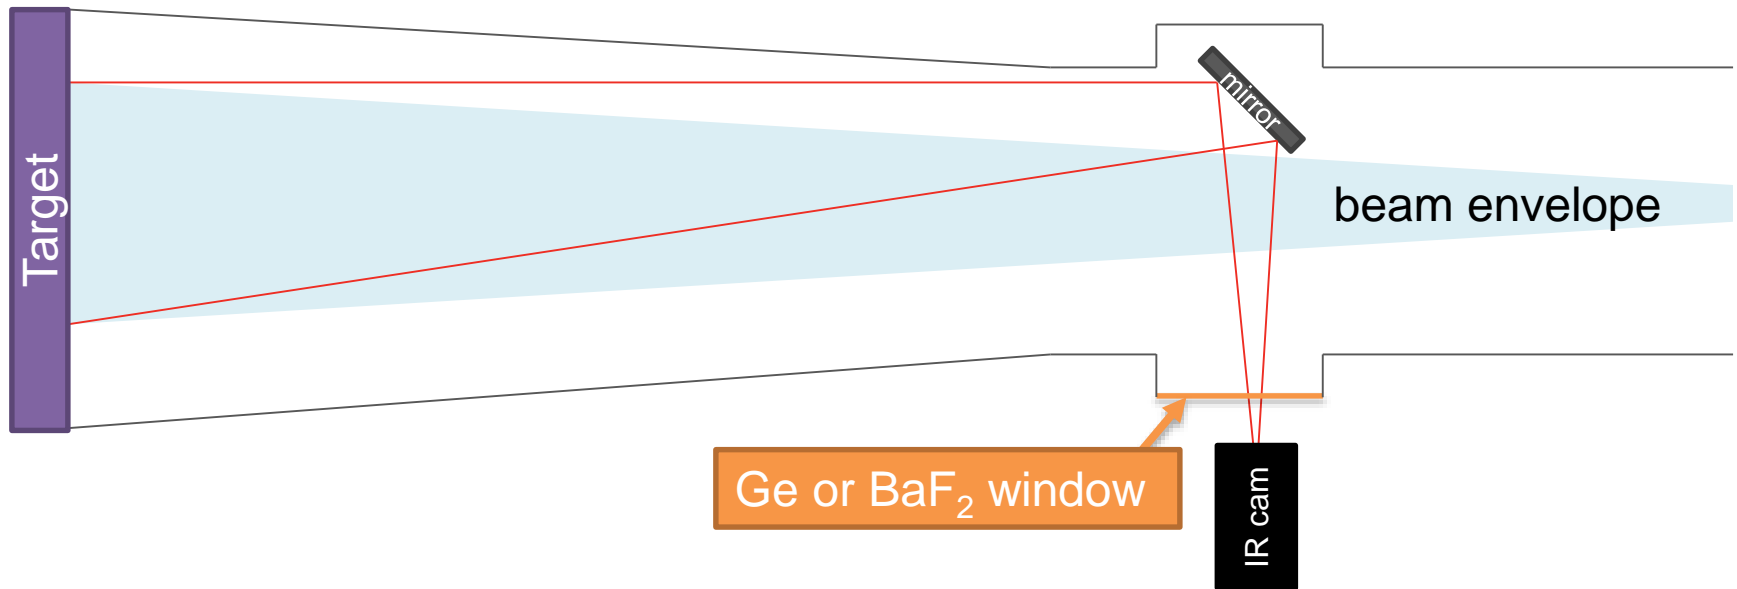 Target
mirror
beam envelope
Ge or BaF₂ window
IR cam